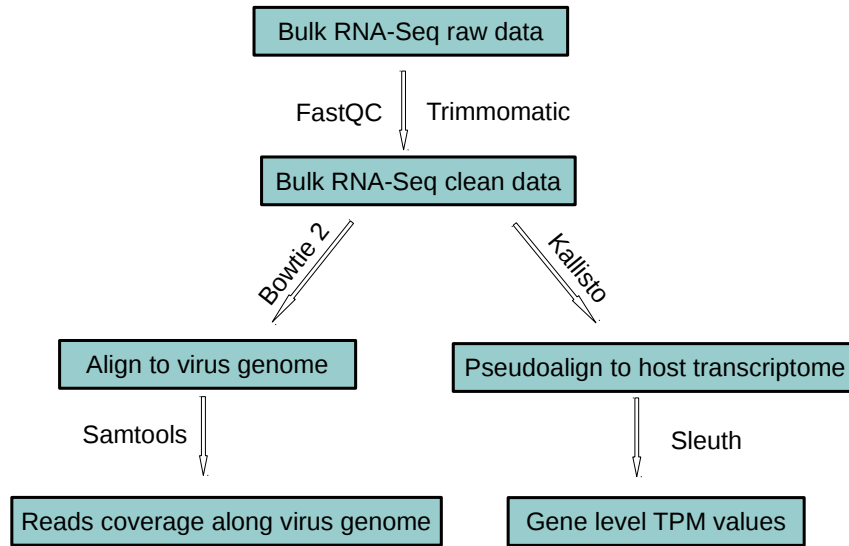 Bulk RNA-Seq raw data
FastQC Trimmomatic
Bulk RNA-Seq clean data
Bowtie 2
Kallisto
Align to virus genome
Pseudoalign to host transcriptome
Samtools
Sleuth
Reads coverage along virus genome
Gene level TPM values